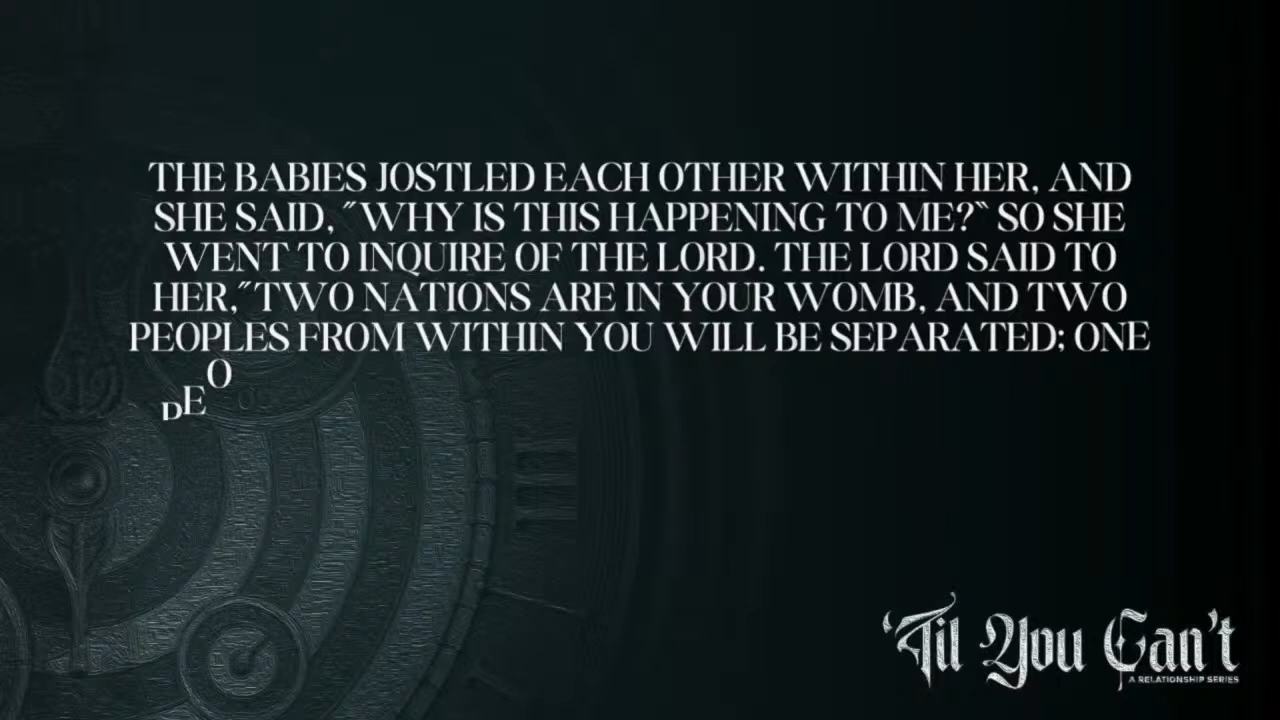 THE BABIES JOSTLED EACH OTHER WITHIN HER, AND
SHE SAID, "WHY IS THIS HAPPENING TO ME?" SO SHE
WENT TO INQUIRE OF THE LORD. THE LORD SAID TO
HER,"TWO NATIONS ARE IN YOUR WOMB, AND TWO
PEOPLES FROM WITHIN YOU WILL BE SEPARATED; ONE
PEO
'Til You Can't
A RELATIONSHIP SERIES